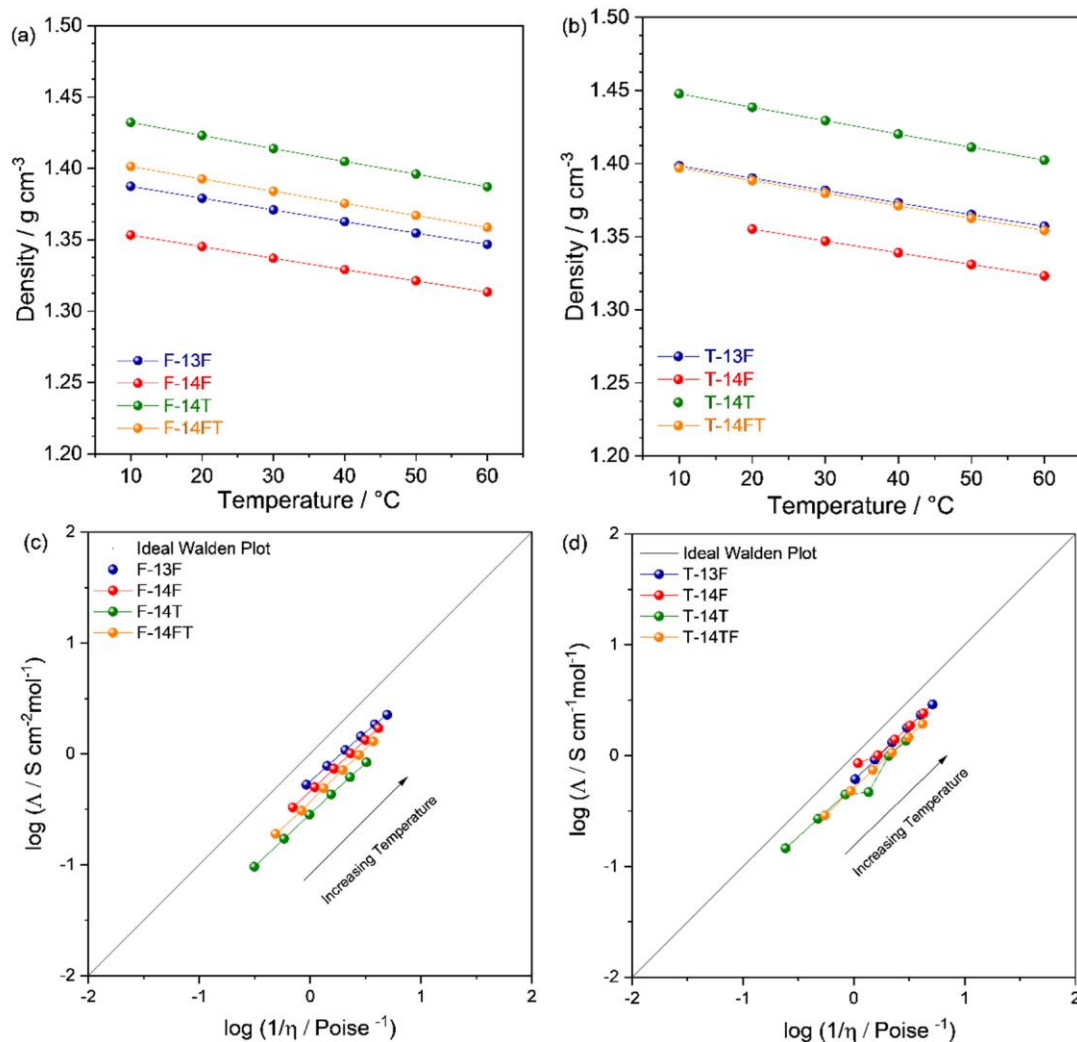 (a)
1.50
1.45
1.40
1.35
1.30
1.25
1.20
Density / g cm⁻³
F-13F
F-14F
F-14T
F-14FT
10 20 30 40 50 60
Temperature / °C
(b)
1.50
1.45
1.40
1.35
1.30
1.25
1.20
Density / g cm⁻³
T-13F
T-14F
T-14T
T-14FT
10 20 30 40 50 60
Temperature / °C
(c)
2
1
0
-1
-2
log (Λ / S cm⁻²mol⁻¹)
Ideal Walden Plot
F-13F
F-14F
F-14T
F-14FT
Increasing Temperature
-2 -1 0 1 2
log (1/η / Poise ⁻¹)
(d)
2
1
0
-1
-2
log (Λ / S cm⁻¹mol⁻¹)
Ideal Walden Plot
T-13F
T-14F
T-14T
T-14TF
Increasing Temperature
-2 -1 0 1 2
log (1/η / Poise ⁻¹)